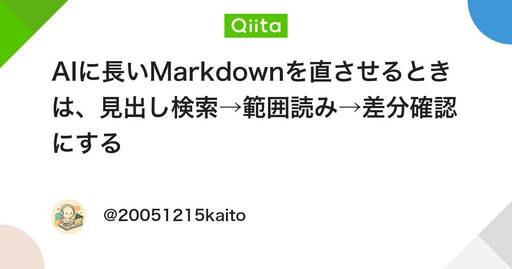 Qiita
AIに長いMarkdownを直させるとき
は、見出し検索→範囲読み→差分確認
にする
@20051215kaito